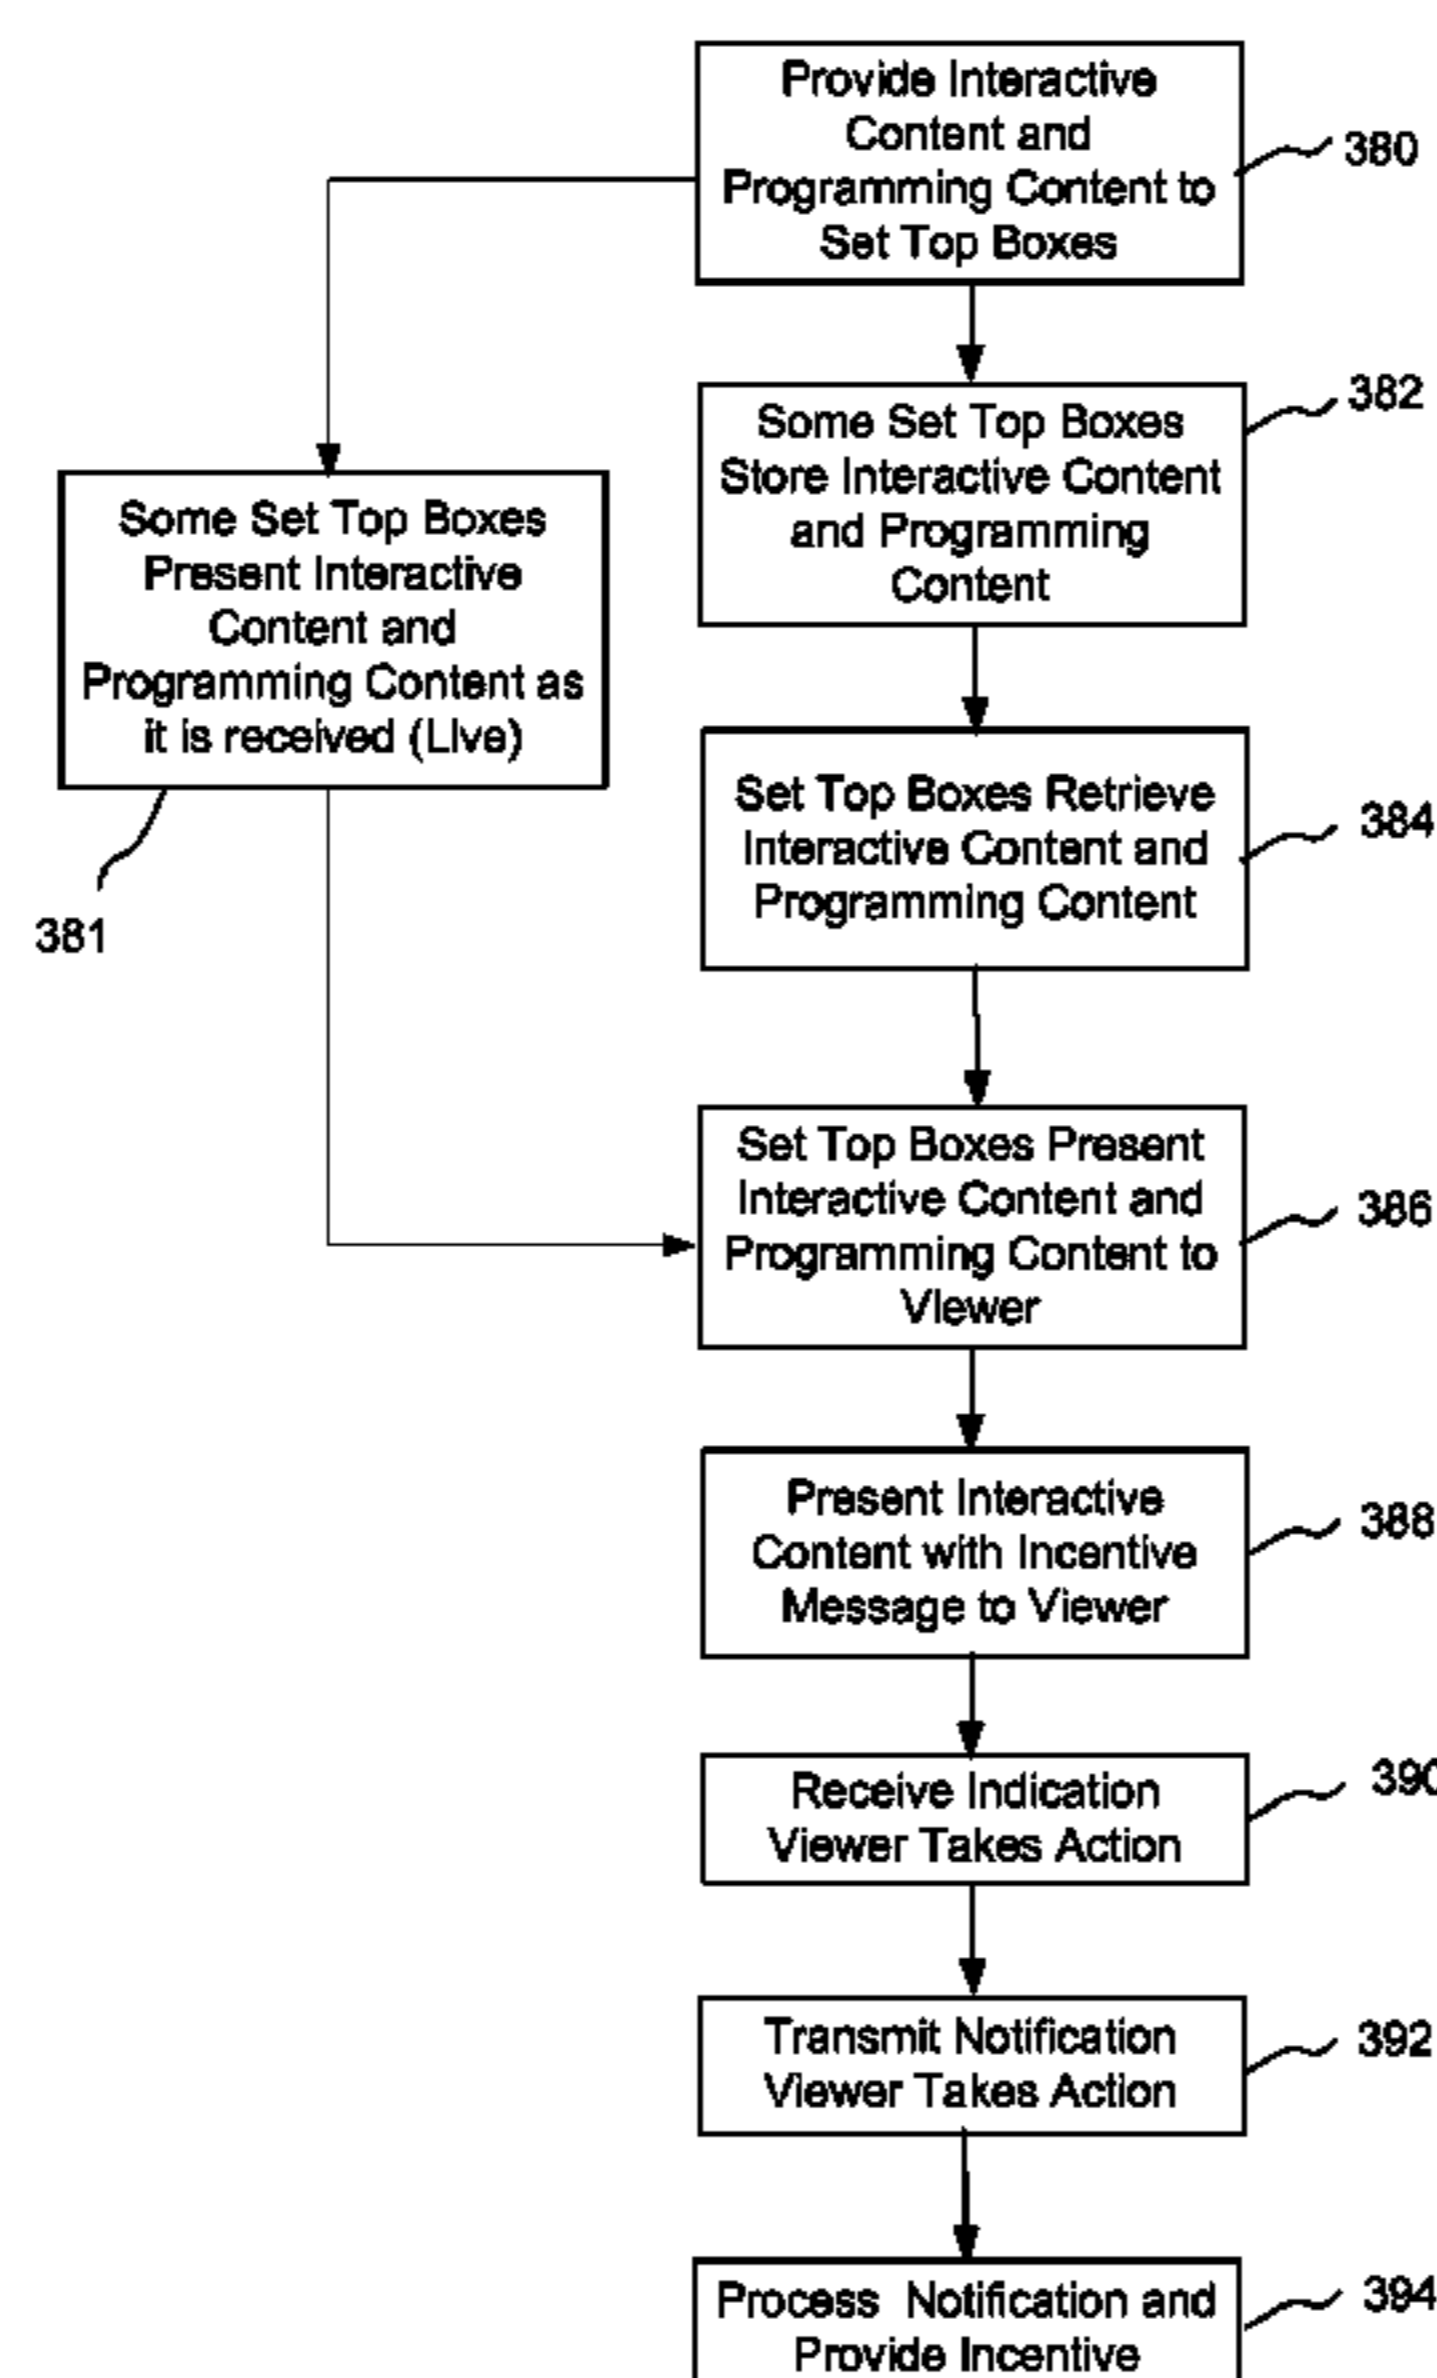 Provide Interactive
Content and
Programming Content to
Set Top Boxes
380
Some Set Top Boxes
Store Interactive Content
and Programming
Content
382
Some Set Top Boxes
Present Interactive
Content and
Programming Content as
it is received (Live)
381
Set Top Boxes Retrieve
Interactive Content and
Programming Content
384
Set Top Boxes Present
Interactive Content and
Programming Content to
Viewer
386
Present Interactive
Content with Incentive
Message to Viewer
388
Receive Indication
Viewer Takes Action
390
Transmit Notification
Viewer Takes Action
392
Process Notification and
Provide Incentive
394